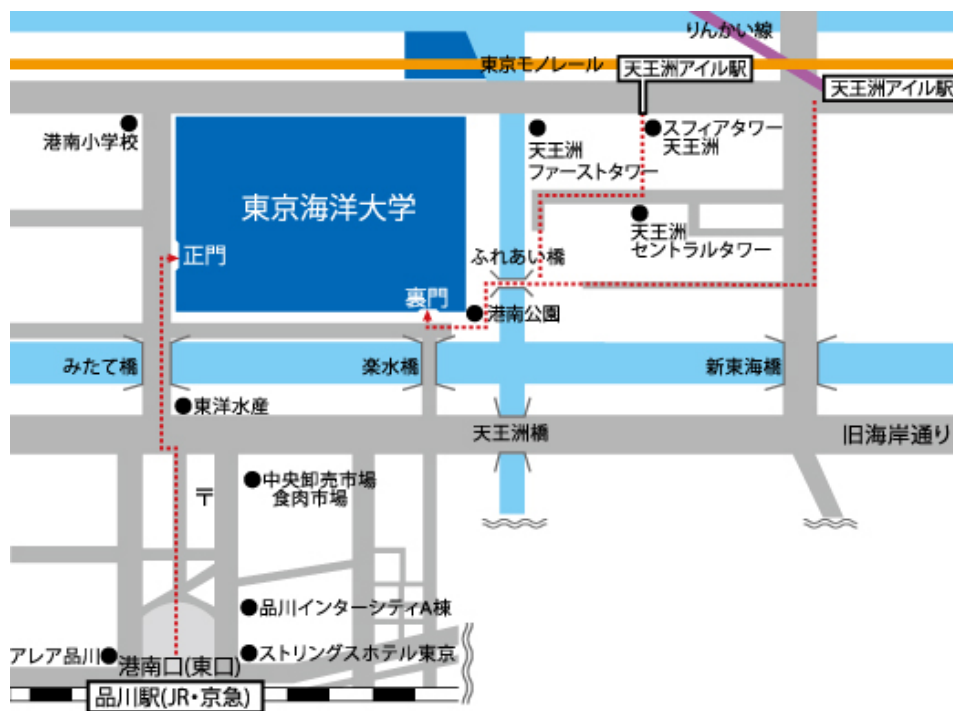 りんかい線
東京モノレール
天王洲アイル駅
天王洲アイル駅
港南小学校
天王洲
ファーストタワー
スフィアタワー
天王洲
東京海洋大学
天王洲
セントラルタワー
正門
ふれあい橋
裏門
港南公園
みたて橋
楽水橋
新東海橋
東洋水産
天王洲橋
旧海岸通り
〒
中央卸売市場
食肉市場
品川インターシティA棟
アレア品川
港南口(東口)
ストリングスホテル東京
品川駅(JR・京急)